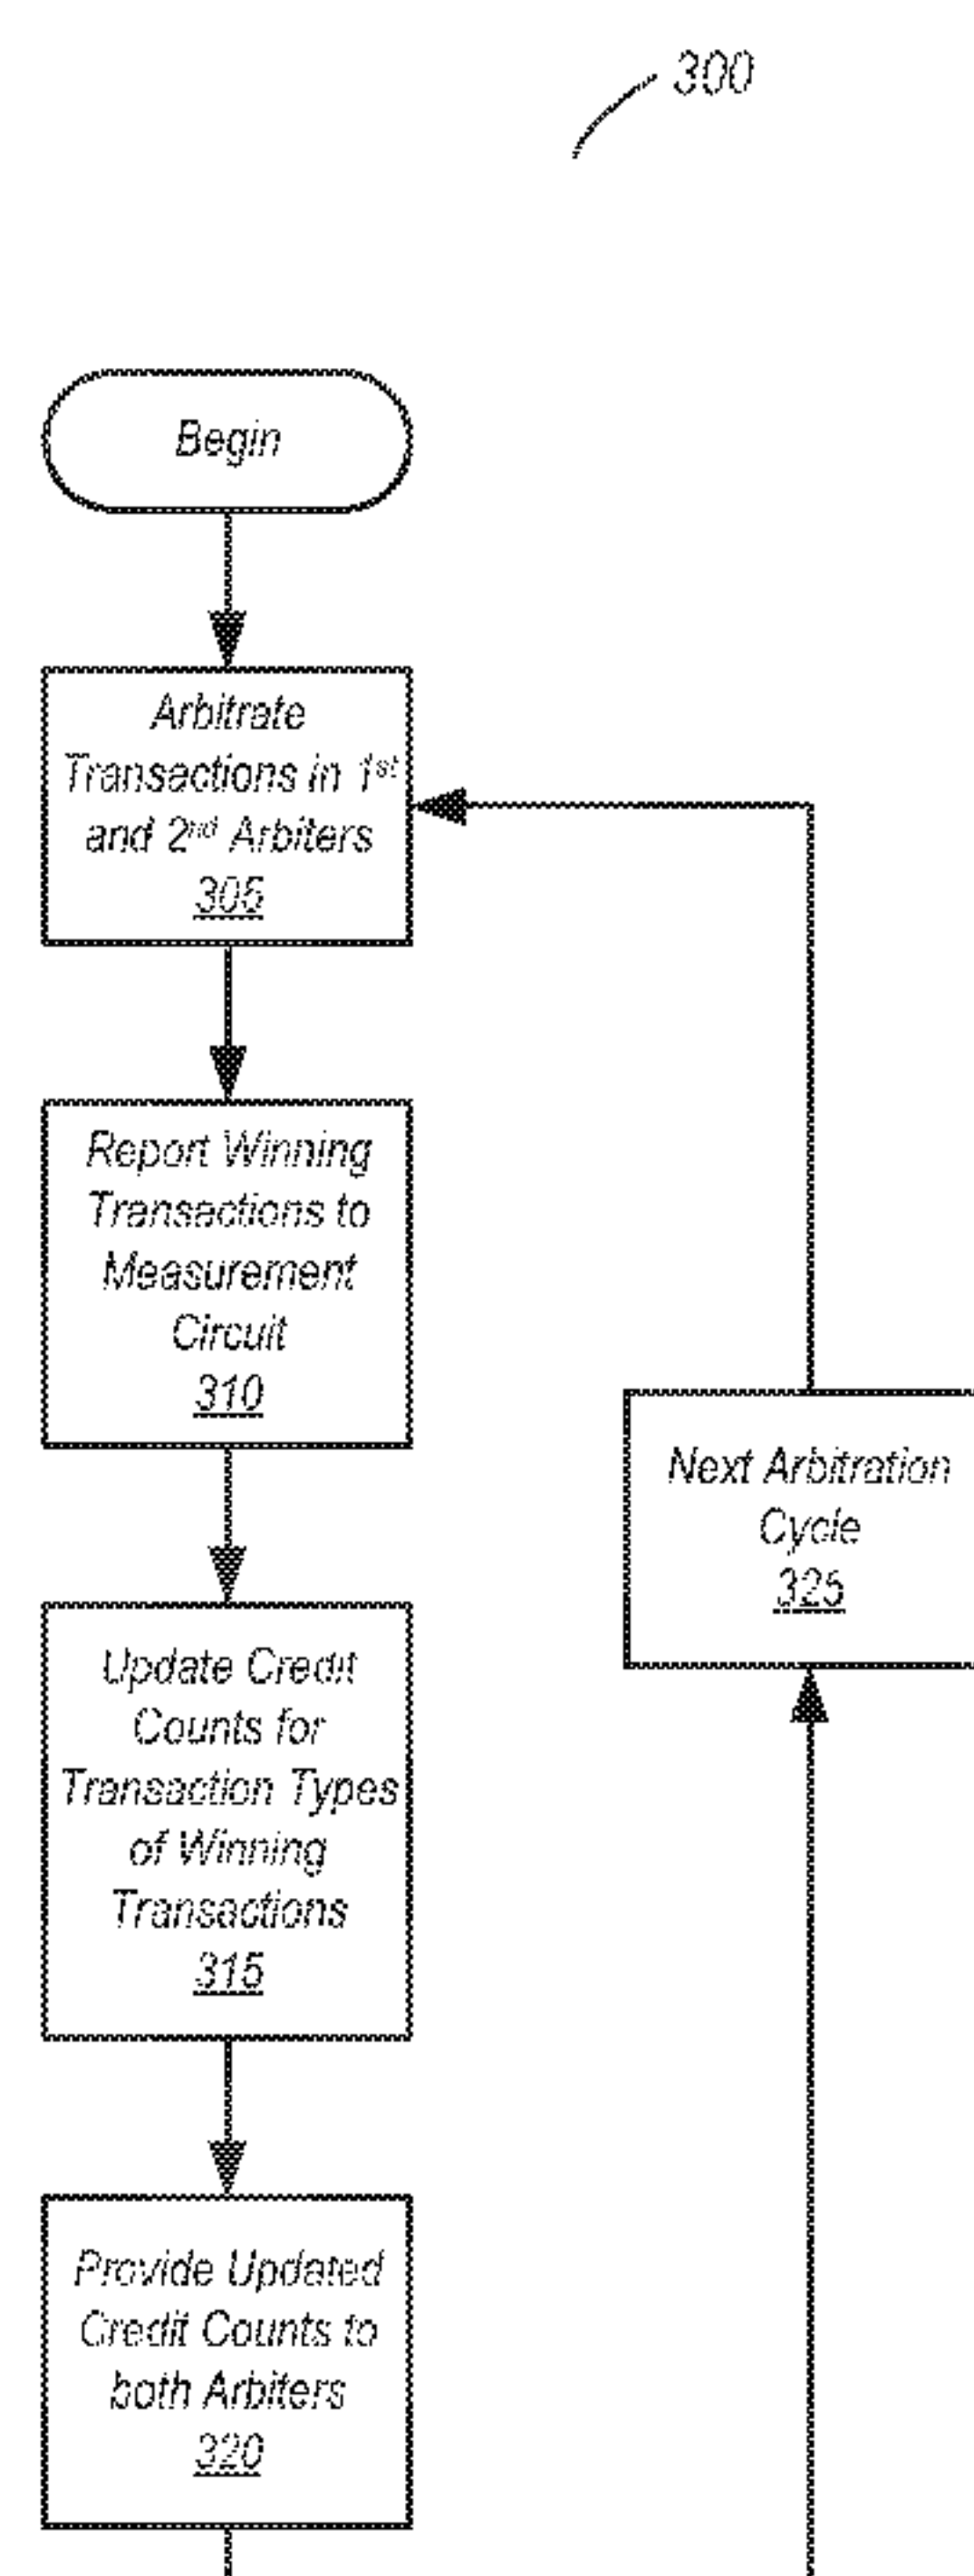 300
Begin
Arbitrate
Transactions in 1st
and 2nd Arbiters
305
Report Winning
Transactions to
Measurement
Circuit
310
Next Arbitration
Cycle
325
Update Credit
Counts for
Transaction Types
of Winning
Transactions
315
Provide Updated
Credit Counts to
both Arbiters
320